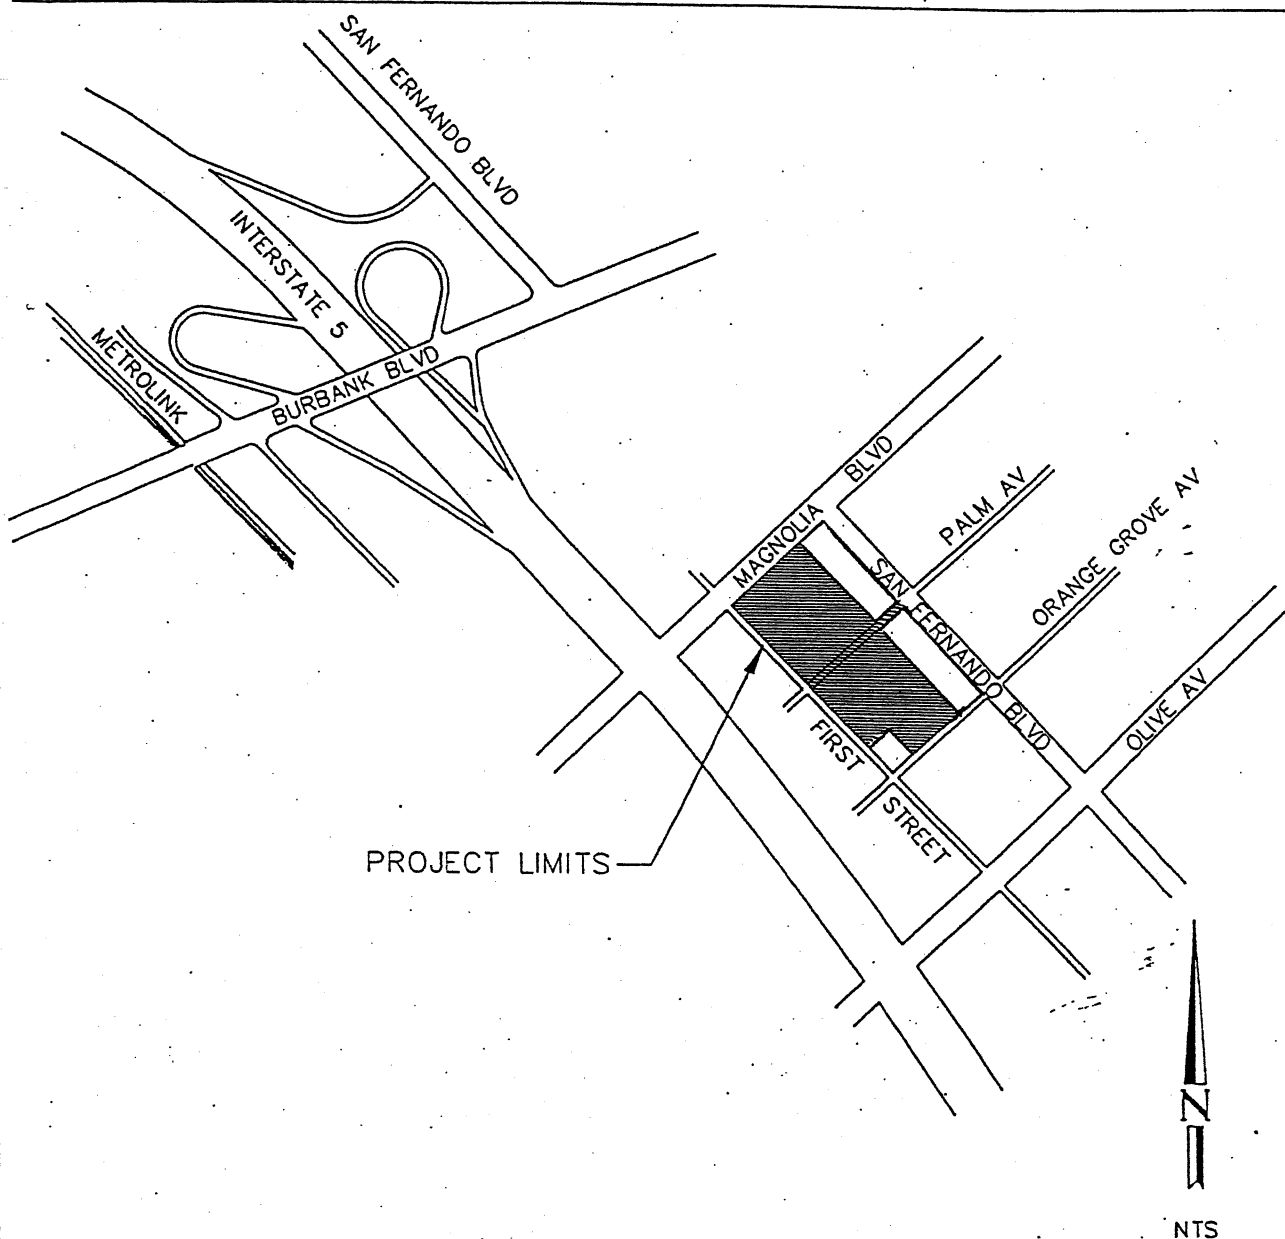 SAN FERNANDO BLVD
INTERSTATE 5
METROLINK
BURBANK BLVD
MAGNOLIA BLVD
PALM AV
ORANGE GROVE AV
SAN FERNANDO BLVD
OLIVE AV
FIRST STREET
PROJECT LIMITS
N
NTS